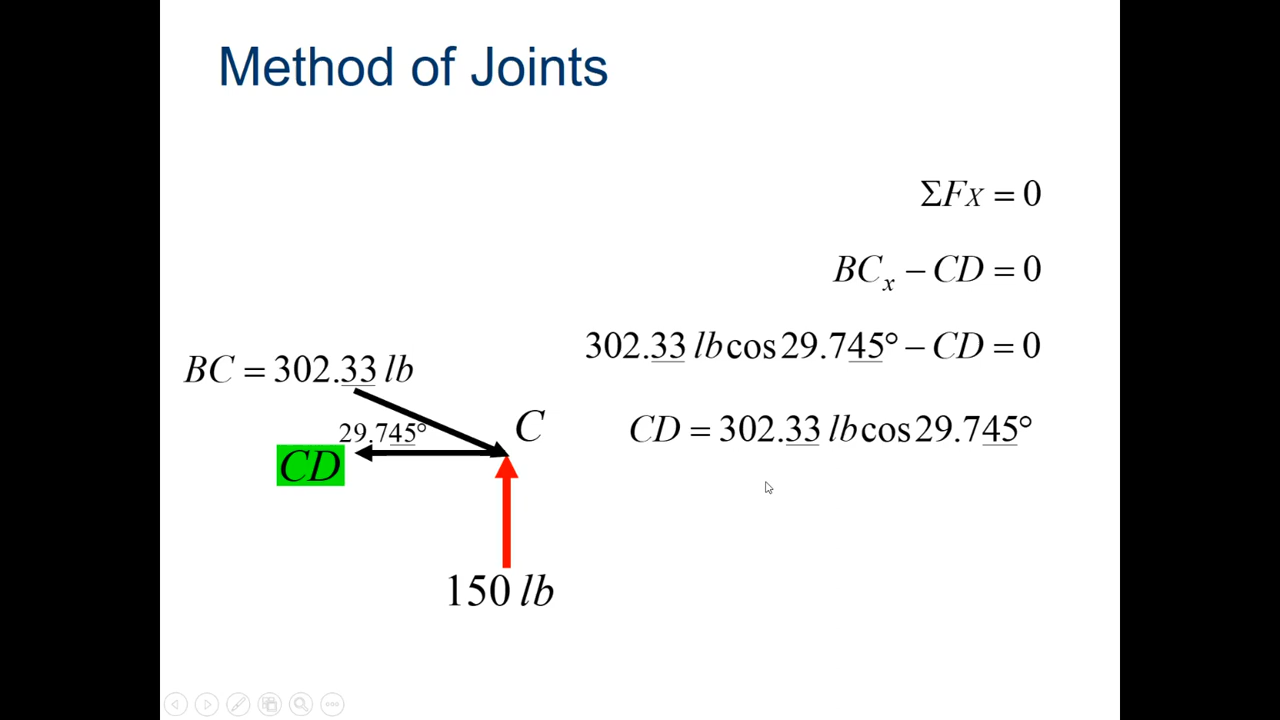 Method of Joints
ΣFX = 0
BCx − CD = 0
302.33 lb cos 29.745° − CD = 0
BC = 302.33 lb
CD = 302.33 lb cos 29.745°
C
29.745°
CD
150 lb